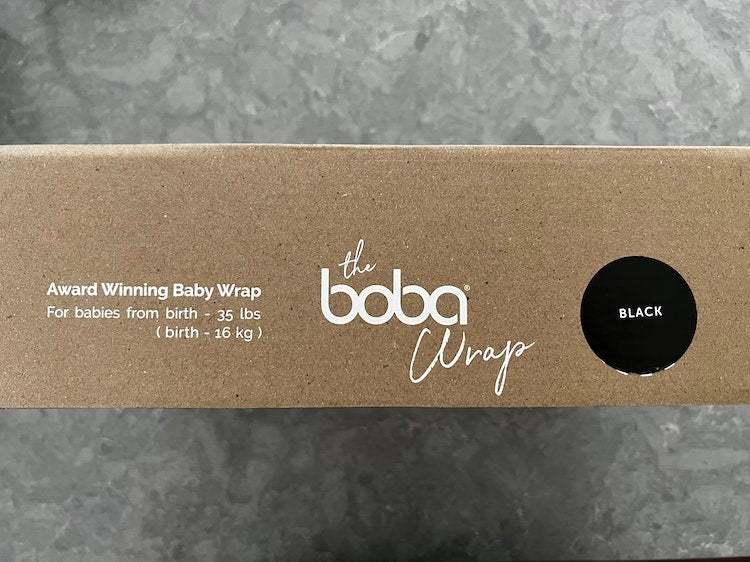 Award Winning Baby Wrap
For babies from birth - 35 lbs
( birth - 16 kg )
the
boba®
Wrap
BLACK